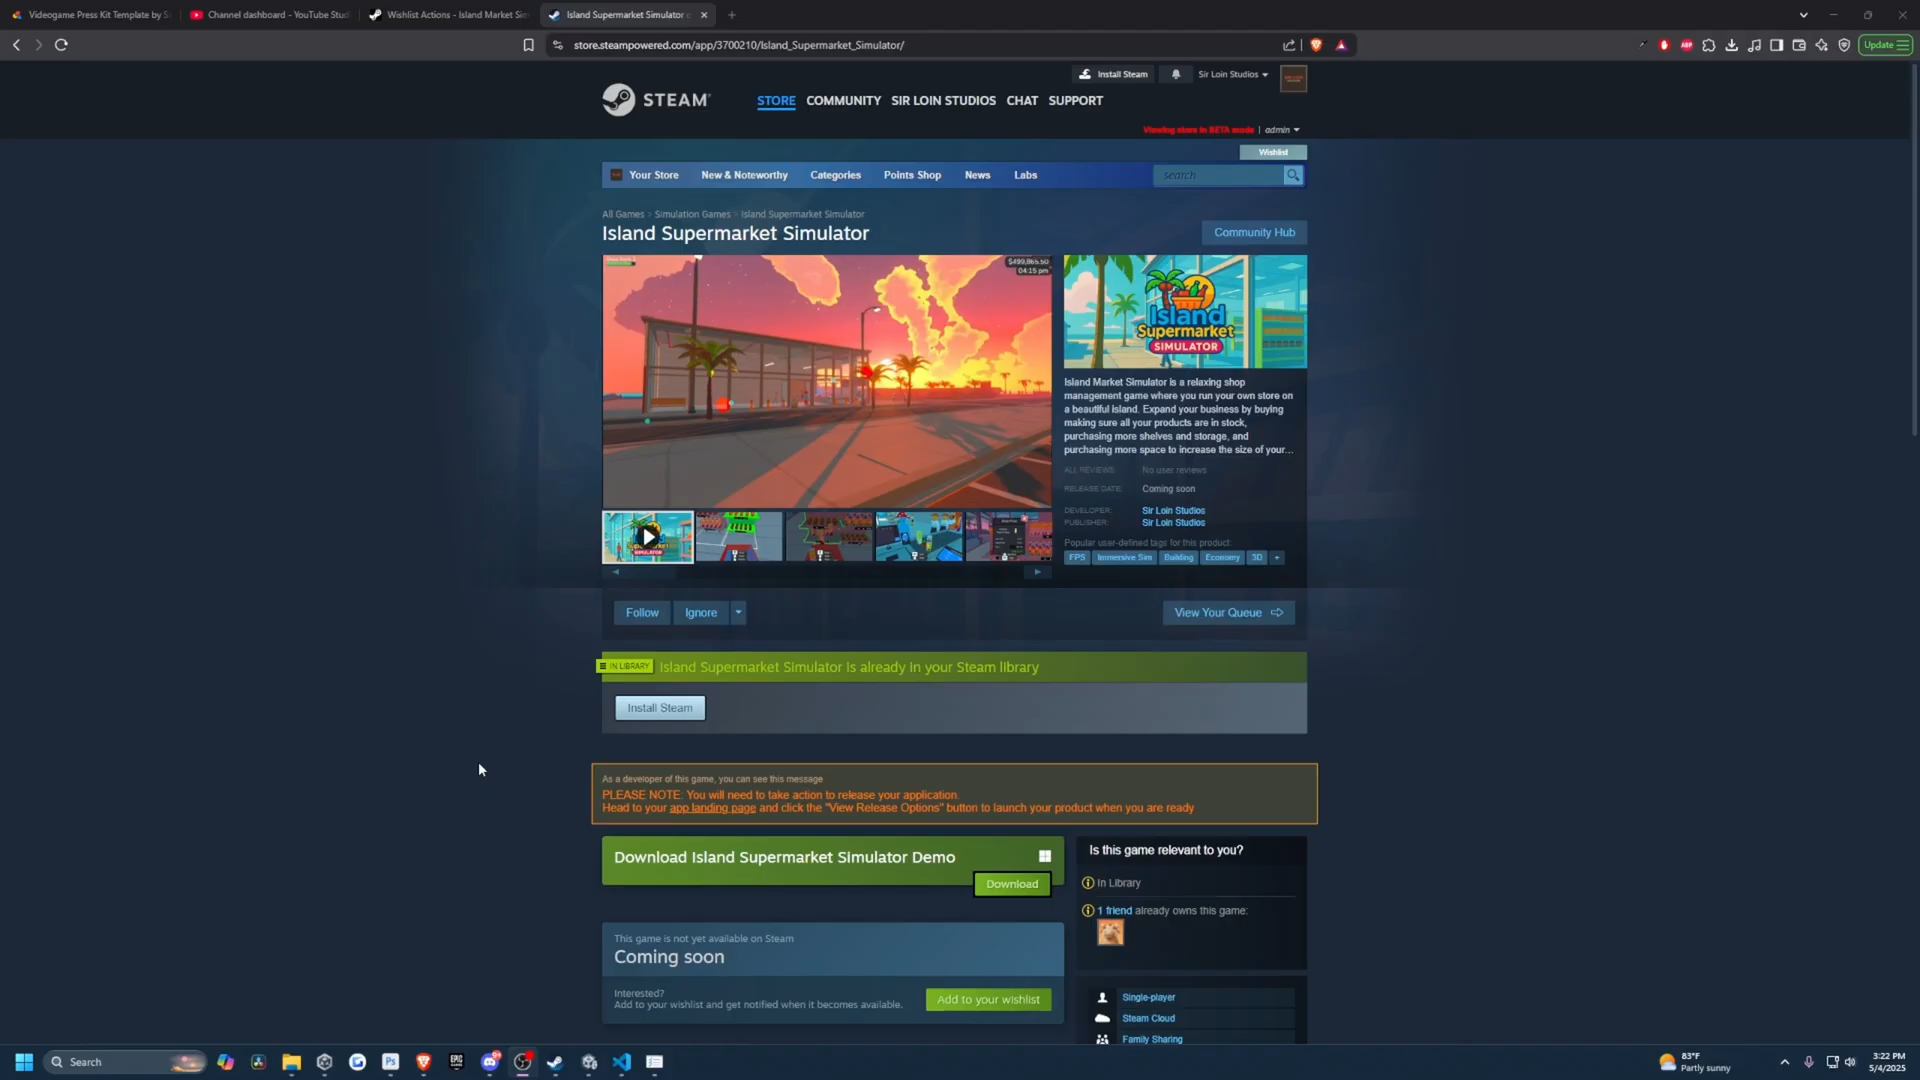 Videogame Press Kit Template by S
Channel dashboard - YouTube Stud
Wishlist Actions - Island Market Sim
Island Supermarket Simulator o
store.steampowered.com/app/3700210/Island_Supermarket_Simulator/
Update
Install Steam
Sir Loin Studios
STEAM
STORE
COMMUNITY
SIR LOIN STUDIOS
CHAT
SUPPORT
Viewing store in BETA mode | admin
Wishlist
Your Store
New & Noteworthy
Categories
Points Shop
News
Labs
search
All Games > Simulation Games > Island Supermarket Simulator
Island Supermarket Simulator
Community Hub
$499,865.50
04:15 pm
Island
Supermarket
SIMULATOR
Island Market Simulator is a relaxing shop
management game where you run your own store on
a beautiful island. Expand your business by buying
making sure all your products are in stock,
purchasing more shelves and storage, and
purchasing more space to increase the size of your...
ALL REVIEWS: No user reviews
RELEASE DATE: Coming soon
DEVELOPER: Sir Loin Studios
PUBLISHER: Sir Loin Studios
Popular user-defined tags for this product:
FPS
Immersive Sim
Building
Economy
3D
+
Follow
Ignore
View Your Queue
IN LIBRARY
Island Supermarket Simulator is already in your Steam library
Install Steam
As a developer of this game, you can see this message
PLEASE NOTE: You will need to take action to release your application.
Head to your app landing page and click the "View Release Options" button to launch your product when you are ready
Download Island Supermarket Simulator Demo
Download
Is this game relevant to you?
In Library
1 friend already owns this game:
This game is not yet available on Steam
Coming soon
Interested?
Add to your wishlist and get notified when it becomes available.
Add to your wishlist
Single-player
Steam Cloud
Family Sharing
Search
83°F
Partly sunny
3:22 PM
5/4/2025